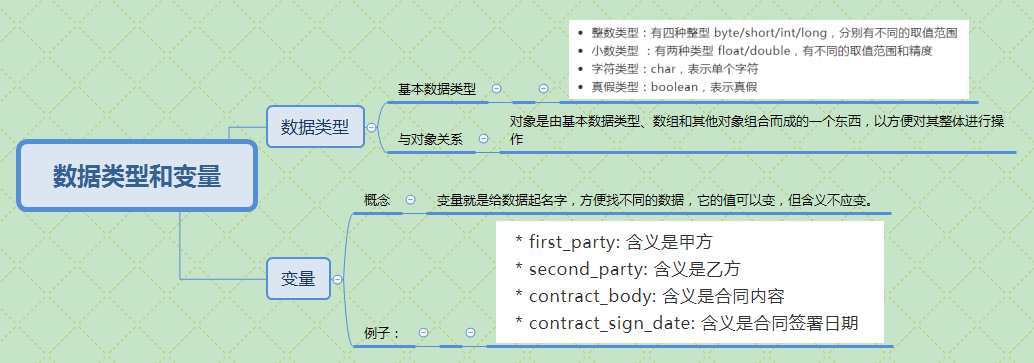 数据类型和变量
数据类型
基本数据类型
• 整数类型：有四种整型 byte/short/int/long，分别有不同的取值范围
• 小数类型 ：有两种类型 float/double，有不同的取值范围和精度
• 字符类型：char，表示单个字符
• 真假类型：boolean，表示真假
与对象关系
对象是由基本数据类型、数组和其他对象组合而成的一个东西，以方便对其整体进行操
作
变量
概念
变量就是给数据起名字，方便找不同的数据，它的值可以变，但含义不应变。
例子：
* first_party: 含义是甲方
* second_party: 含义是乙方
* contract_body: 含义是合同内容
* contract_sign_date: 含义是合同签署日期